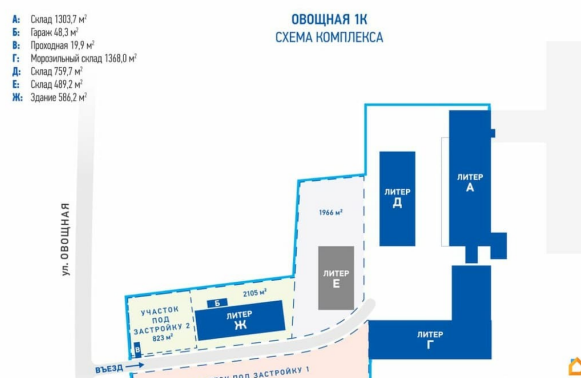 ОВОЩНАЯ 1К
СХЕМА КОМПЛЕКСА
А: Склад 1303,7 м²
Б: Гараж 48,3 м²
В: Проходная 19,9 м²
Г: Морозильный склад 1368,0 м²
Д: Склад 759,7 м²
Е: Склад 489,2 м²
Ж: Здание 586,2 м²
ул. ОВОЩНАЯ
ЛИТЕР
А
ЛИТЕР
Д
1966 м²
ЛИТЕР
Е
2105 м²
Б
ЛИТЕР
Ж
УЧАСТОК
ПОД
ЗАСТРОЙКУ 2
823 м²
В
ЛИТЕР
Г
ВЪЕЗД
ПОД ЗАСТРОЙКУ 1